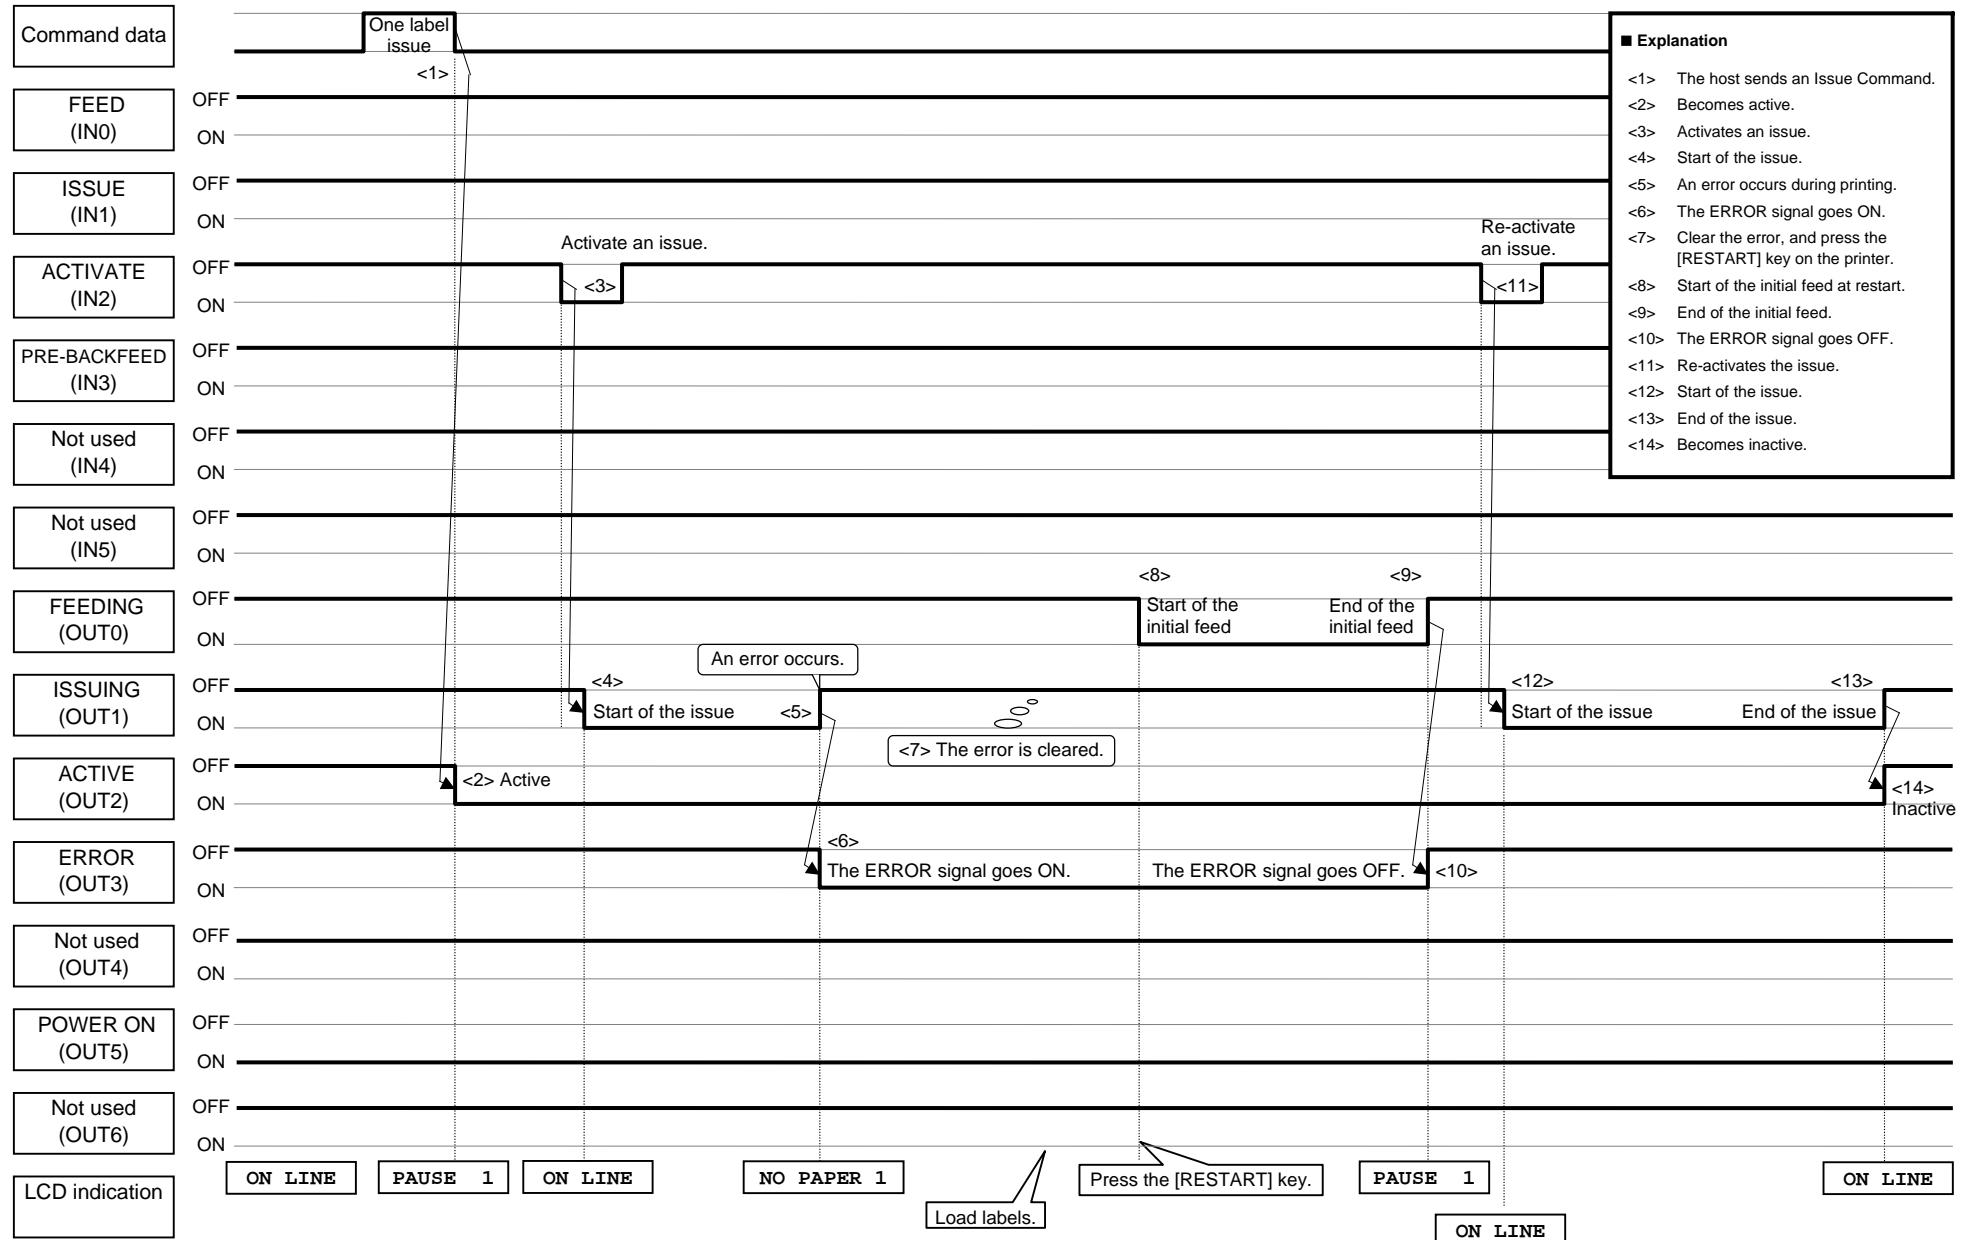 Command data
One label
issue
<1>
FEED
(IN0)
OFF
ON
ISSUE
(IN1)
OFF
ON
Activate an issue.
Re-activate
an issue.
ACTIVATE
(IN2)
OFF
ON
<3>
<11>
PRE-BACKFEED
(IN3)
OFF
ON
Not used
(IN4)
OFF
ON
Not used
(IN5)
OFF
ON
<8>
<9>
FEEDING
(OUT0)
OFF
ON
Start of the
initial feed
End of the
initial feed
An error occurs.
ISSUING
(OUT1)
OFF
ON
<4>
Start of the issue
<5>
<7> The error is cleared.
<12>
Start of the issue
<13>
End of the issue
ACTIVE
(OUT2)
OFF
ON
<2> Active
<14>
Inactive
ERROR
(OUT3)
OFF
ON
<6>
The ERROR signal goes ON.
The ERROR signal goes OFF.
<10>
Not used
(OUT4)
OFF
ON
POWER ON
(OUT5)
OFF
ON
Not used
(OUT6)
OFF
ON
LCD indication
ON LINE
PAUSE 1
ON LINE
NO PAPER 1
Load labels.
Press the [RESTART] key.
PAUSE 1
ON LINE
ON LINE
■ Explanation
<1> The host sends an Issue Command.
<2> Becomes active.
<3> Activates an issue.
<4> Start of the issue.
<5> An error occurs during printing.
<6> The ERROR signal goes ON.
<7> Clear the error, and press the
[RESTART] key on the printer.
<8> Start of the initial feed at restart.
<9> End of the initial feed.
<10> The ERROR signal goes OFF.
<11> Re-activates the issue.
<12> Start of the issue.
<13> End of the issue.
<14> Becomes inactive.